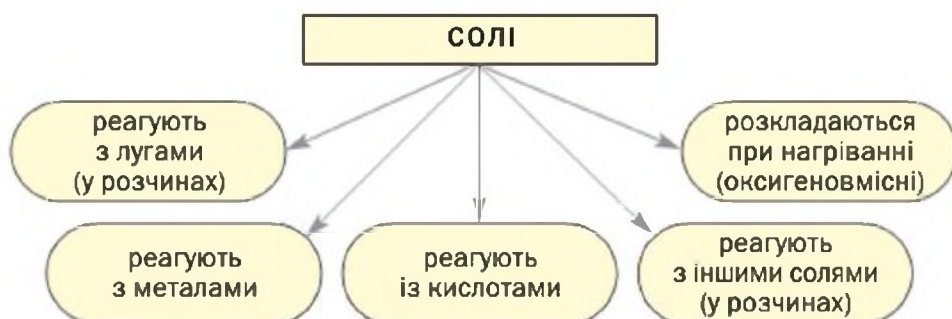 СОЛІ
реагують
з лугами
(у розчинах)
розкладаються
при нагріванні
(оксигеновмісні)
реагують
з металами
реагують
із кислотами
реагують
з іншими солями
(у розчинах)